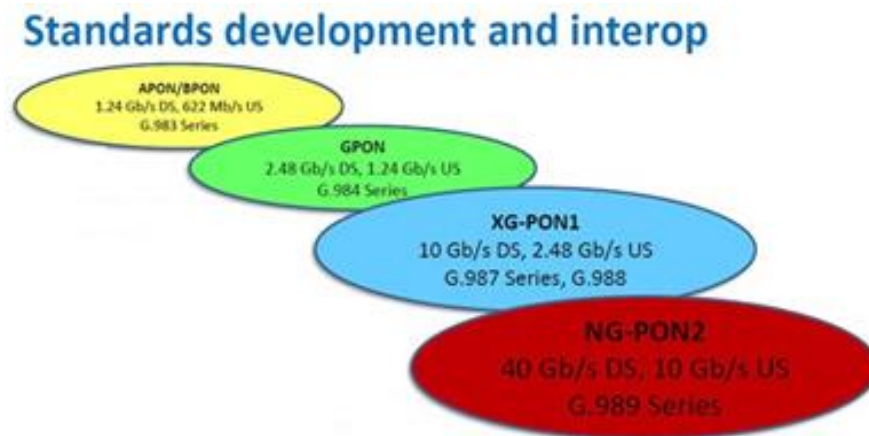 Standards development and interop
APON/BPON
1.24 Gb/s DS, 622 Mb/s US
G.983 Series
GPON
2.48 Gb/s DS, 1.24 Gb/s US
G.984 Series
XG-PON1
10 Gb/s DS, 2.48 Gb/s US
G.987 Series, G.988
NG-PON2
40 Gb/s DS, 10 Gb/s US
G.989 Series